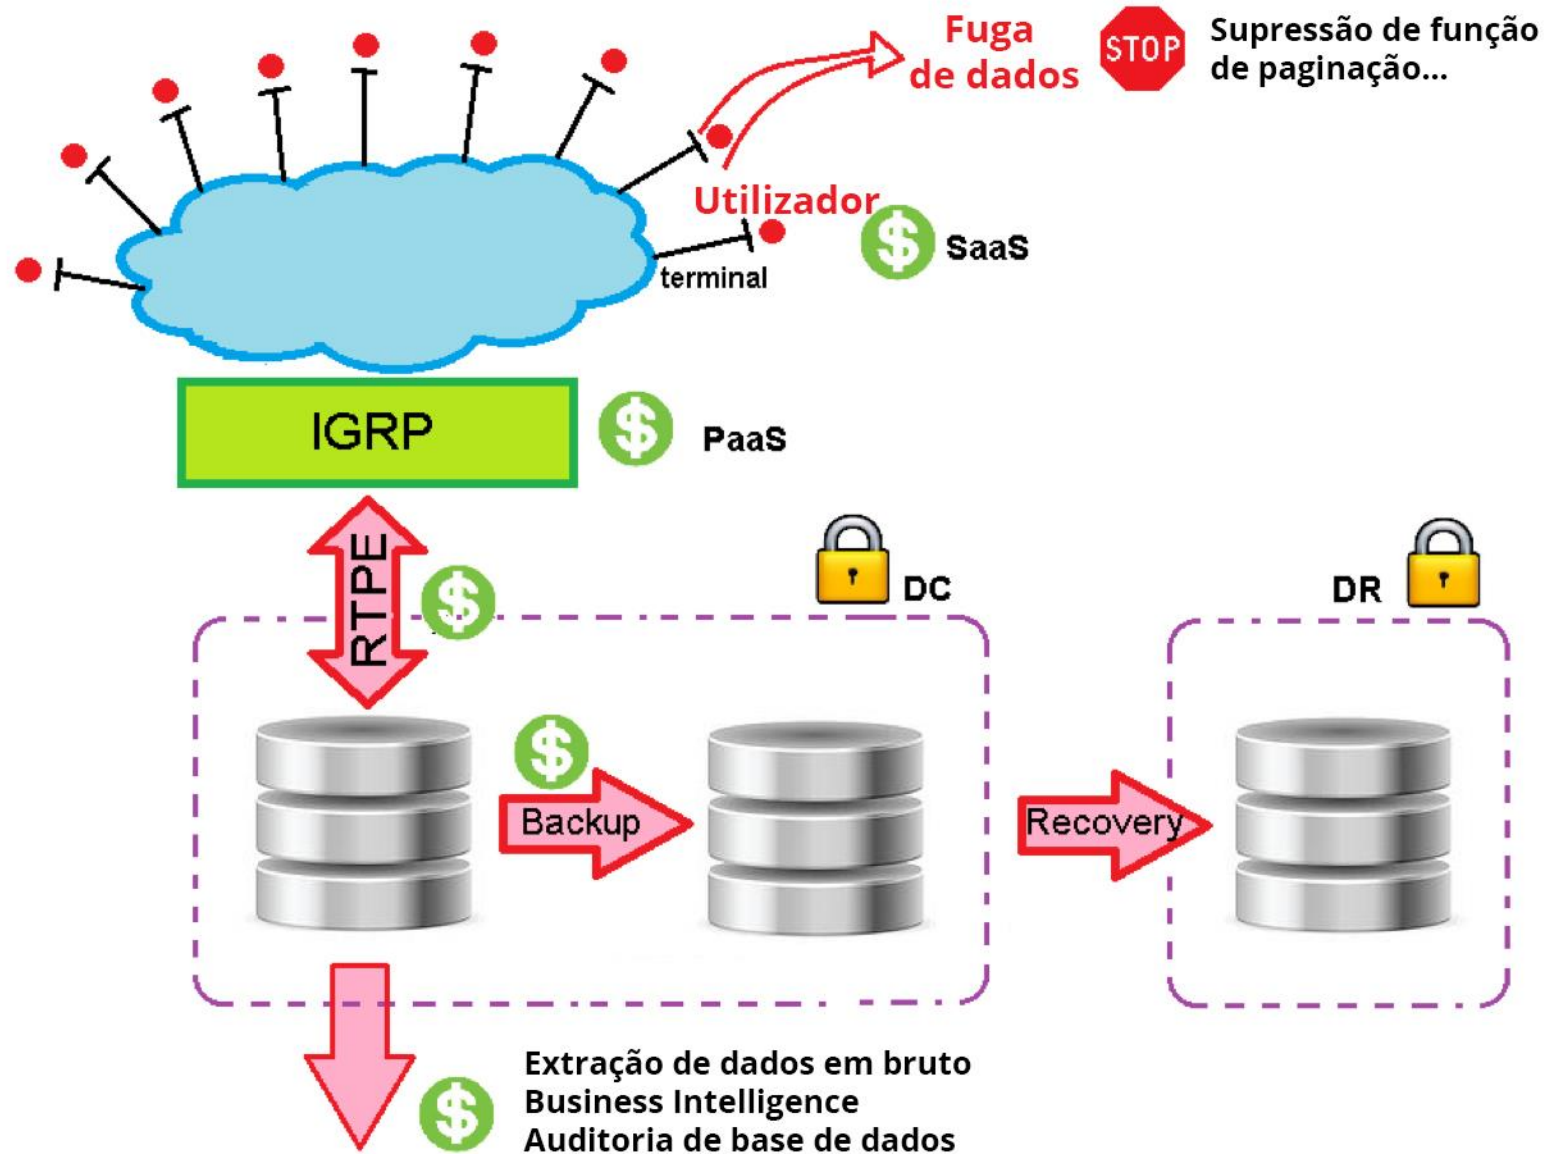 Fuga
de dados
STOP
Supressão de função
de paginação...
Utilizador
$
SaaS
terminal
IGRP
$
PaaS
RTPE
$
DC
DR
$
Backup
Recovery
$
Extração de dados em bruto
Business Intelligence
Auditoria de base de dados